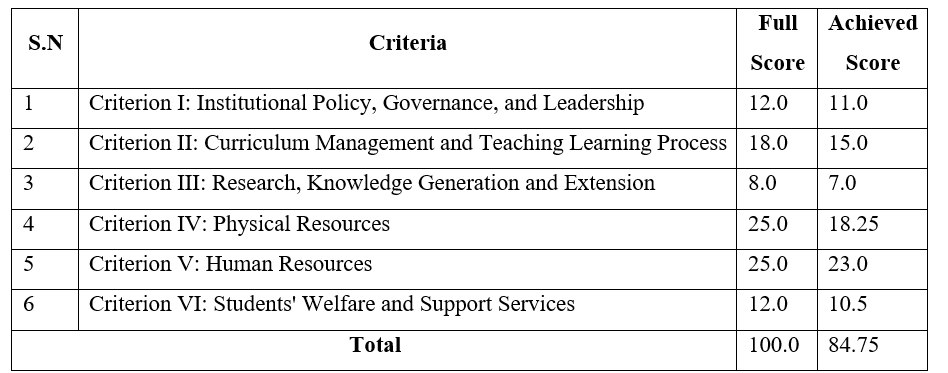 S.N Criteria Full Score Achieved Score
1 Criterion I: Institutional Policy, Governance, and Leadership 12.0 11.0
2 Criterion II: Curriculum Management and Teaching Learning Process 18.0 15.0
3 Criterion III: Research, Knowledge Generation and Extension 8.0 7.0
4 Criterion IV: Physical Resources 25.0 18.25
5 Criterion V: Human Resources 25.0 23.0
6 Criterion VI: Students' Welfare and Support Services 12.0 10.5
Total 100.0 84.75